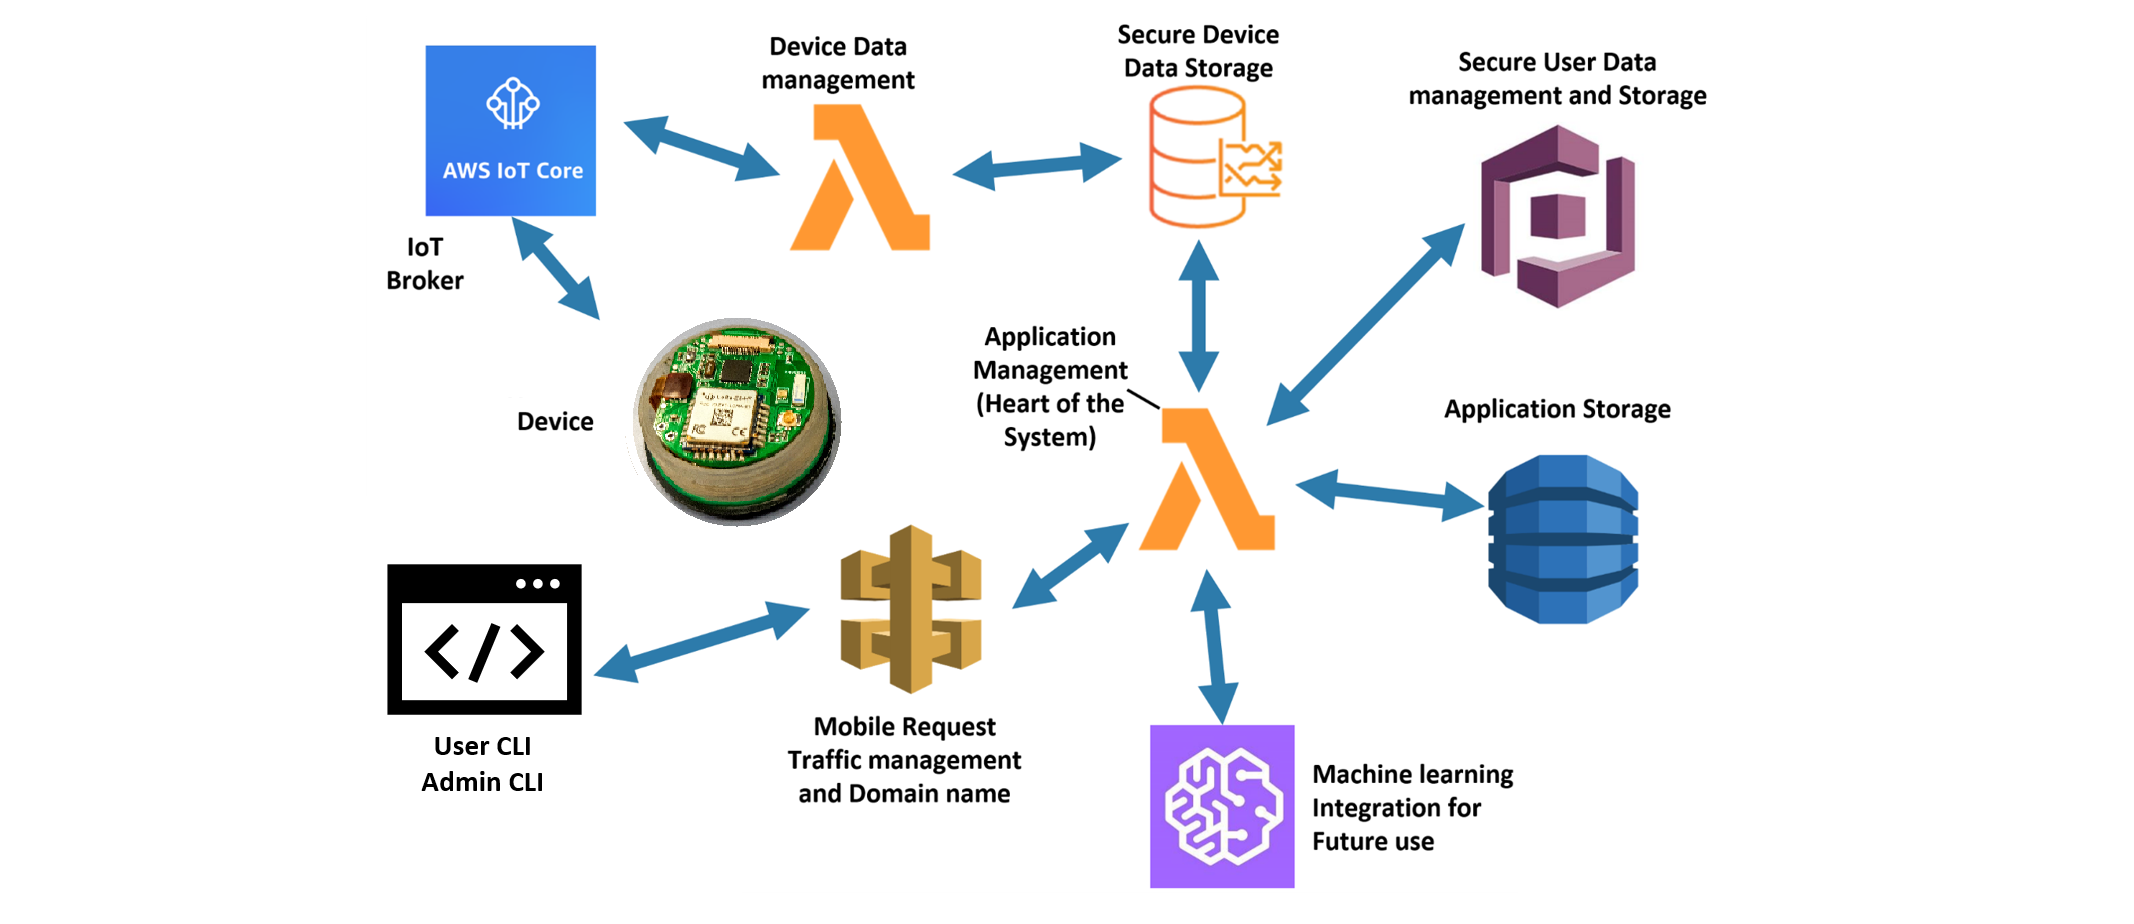 AWS IoT Core
IoT
Broker
Device Data
management
Secure Device
Data Storage
Secure User Data
management and Storage
Device
Application
Management
(Heart of the
System)
Application Storage
User CLI
Admin CLI
Mobile Request
Traffic management
and Domain name
Machine learning
Integration for
Future use